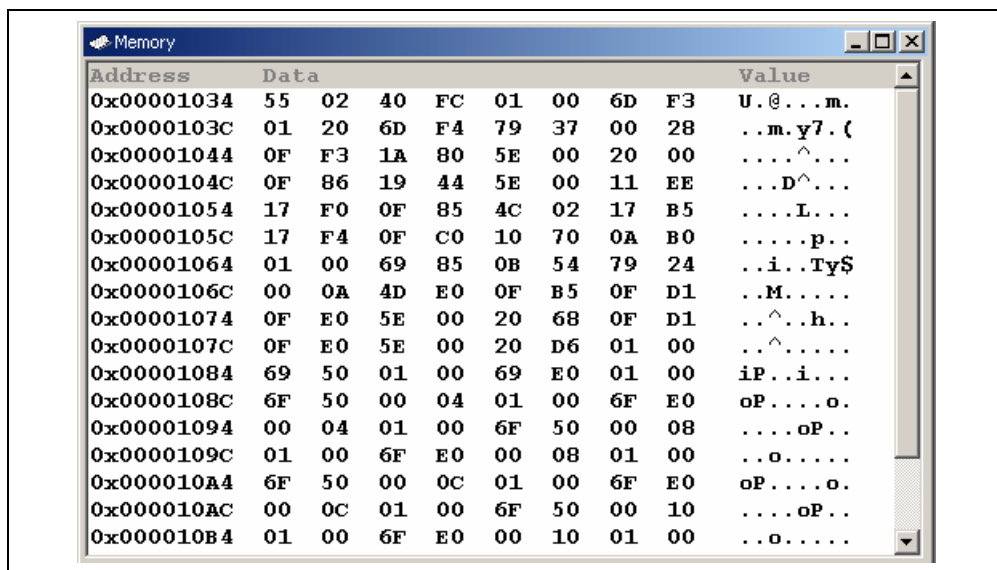 Memory
Address Data Value
0x00001034 55 02 40 FC 01 00 6D F3 U.@...m.
0x0000103C 01 20 6D F4 79 37 00 28 ..m.y7.(
0x00001044 0F F3 1A 80 5E 00 20 00 ....^...
0x0000104C 0F 86 19 44 5E 00 11 EE ...D^...
0x00001054 17 F0 0F 85 4C 02 17 B5 ....L...
0x0000105C 17 F4 0F C0 10 70 0A B0 .....p..
0x00001064 01 00 69 85 0B 54 79 24 ..i..Ty$
0x0000106C 00 0A 4D E0 0F B5 0F D1 ..M.....
0x00001074 0F E0 5E 00 20 68 0F D1 ..^..h..
0x0000107C 0F E0 5E 00 20 D6 01 00 ..^.....
0x00001084 69 50 01 00 69 E0 01 00 iP..i...
0x0000108C 6F 50 00 04 01 00 6F E0 oP....o.
0x00001094 00 04 01 00 6F 50 00 08 ....oP..
0x0000109C 01 00 6F E0 00 08 01 00 ..o.....
0x000010A4 6F 50 00 0C 01 00 6F E0 oP....o.
0x000010AC 00 0C 01 00 6F 50 00 10 ....oP..
0x000010B4 01 00 6F E0 00 10 01 00 ..o.....